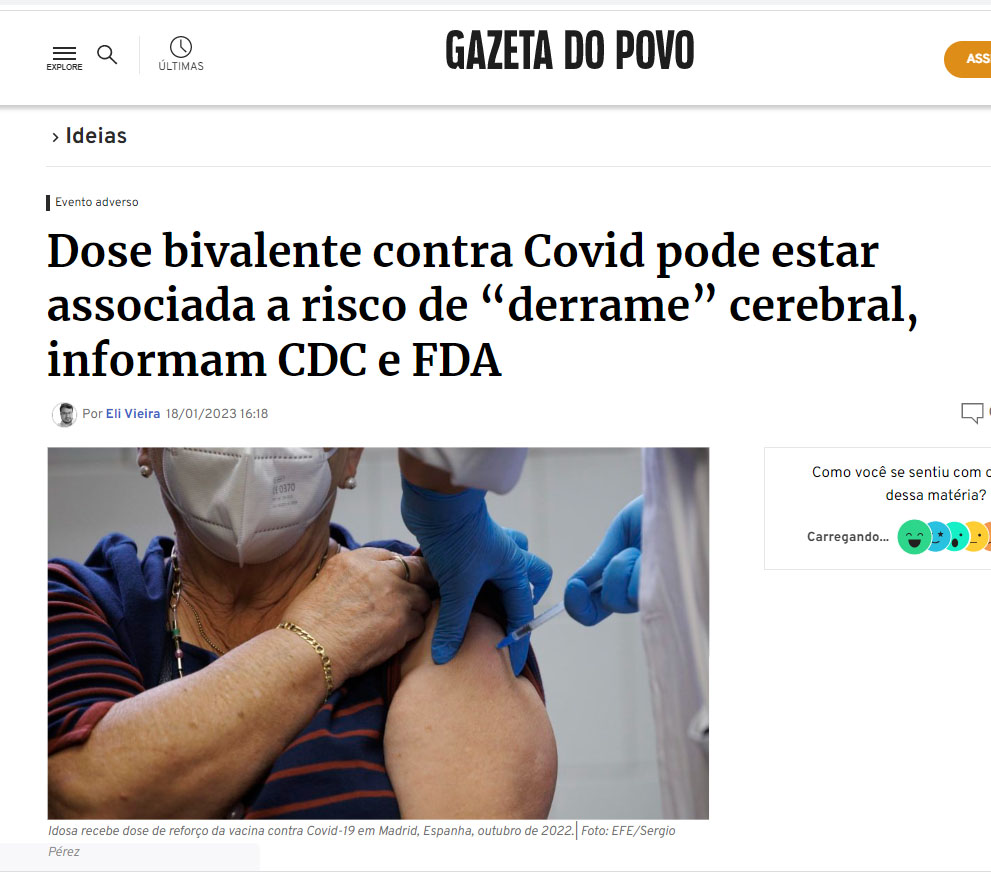 EXPLORE
ÚLTIMAS
GAZETA DO POVO
ASS
› Ideias
Evento adverso
Dose bivalente contra Covid pode estar
associada a risco de “derrame” cerebral,
informam CDC e FDA
Por Eli Vieira 18/01/2023 16:18
Como você se sentiu com o
dessa matéria?
Carregando...
Idosa recebe dose de reforço da vacina contra Covid-19 em Madrid, Espanha, outubro de 2022.| Foto: EFE/Sergio
Pérez